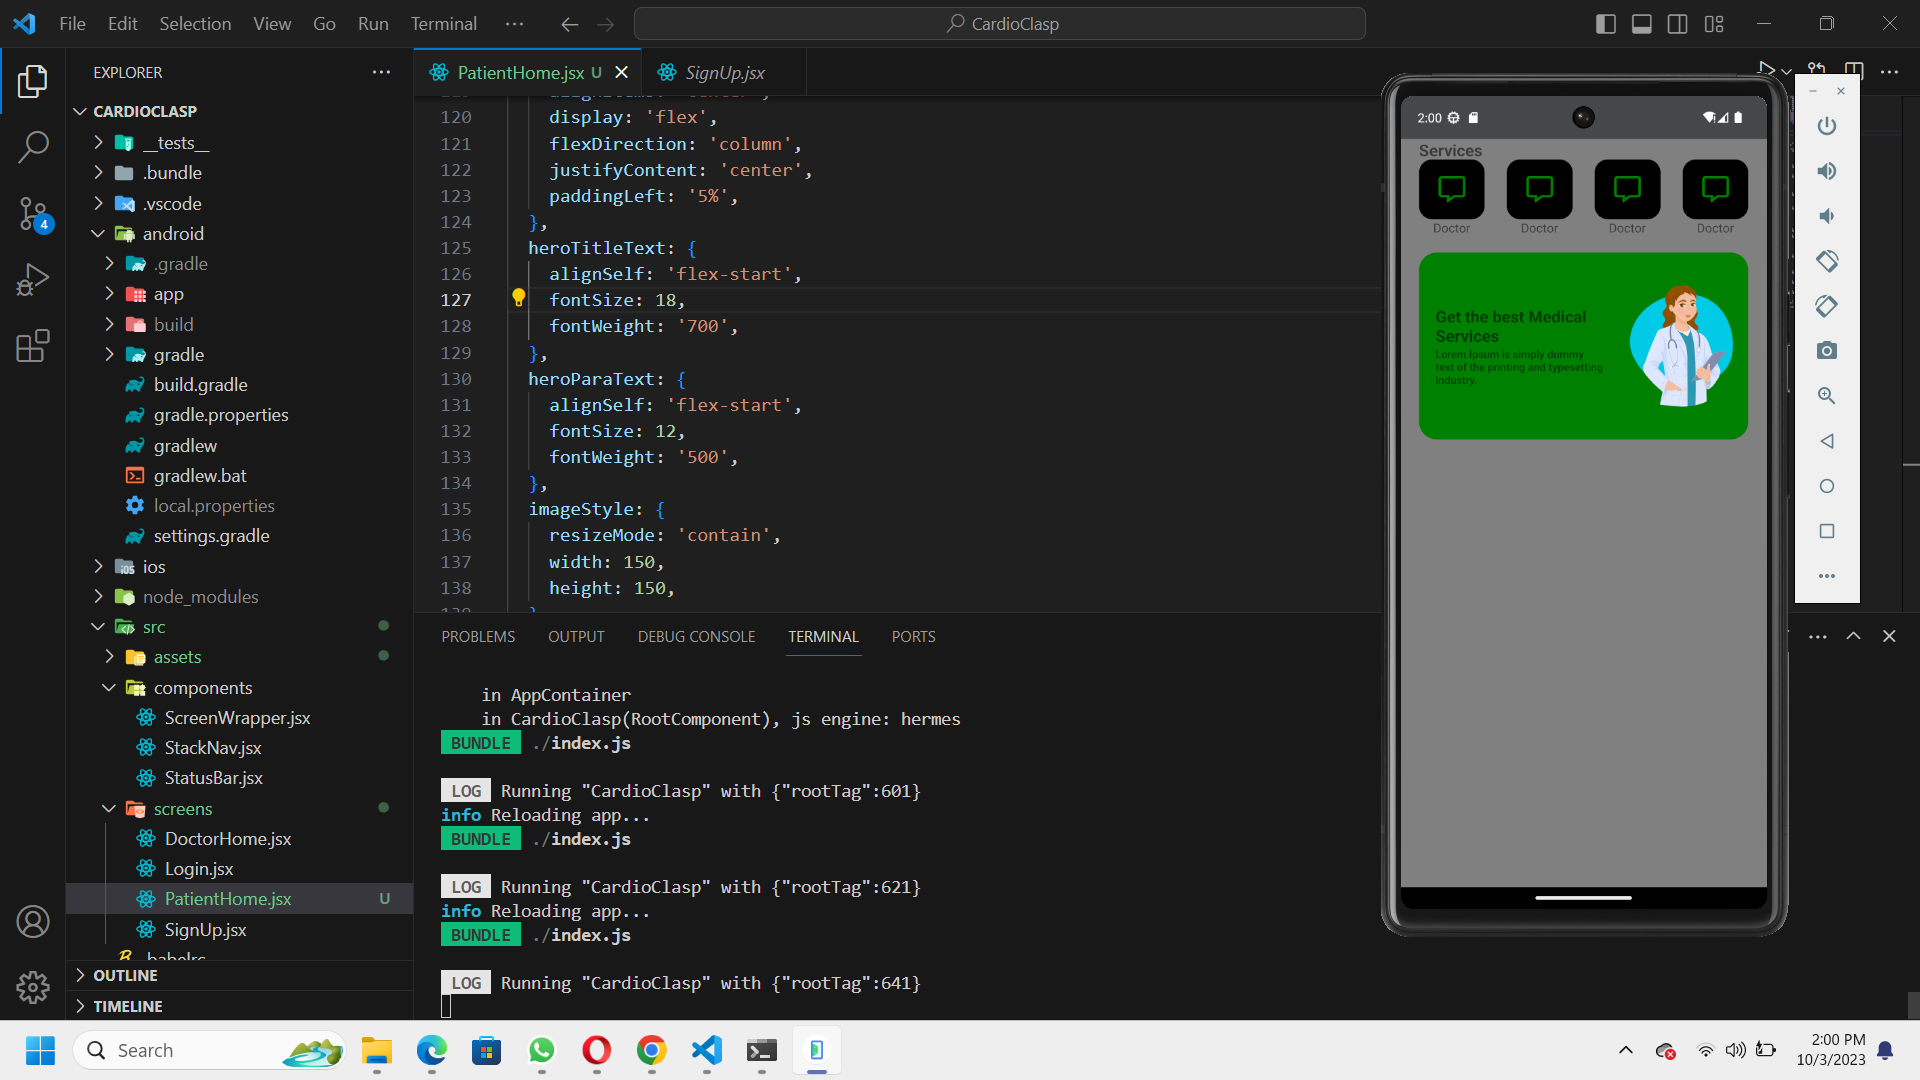 File Edit Selection View Go Run Terminal ··· CardioClasp
EXPLORER
CARDIOCLASP
__tests__
.bundle
.vscode
android
.gradle
app
build
gradle
build.gradle
gradle.properties
gradlew
gradlew.bat
local.properties
settings.gradle
ios
node_modules
src
assets
components
ScreenWrapper.jsx
StackNav.jsx
StatusBar.jsx
screens
DoctorHome.jsx
Login.jsx
PatientHome.jsx U
SignUp.jsx
.babelrc
OUTLINE
TIMELINE
4
PatientHome.jsx U SignUp.jsx
120 display: 'flex',
121 flexDirection: 'column',
122 justifyContent: 'center',
123 paddingLeft: '5%',
124 },
125 heroTitleText: {
126 alignSelf: 'flex-start',
127 fontSize: 18,
128 fontWeight: '700',
129 },
130 heroParaText: {
131 alignSelf: 'flex-start',
132 fontSize: 12,
133 fontWeight: '500',
134 },
135 imageStyle: {
136 resizeMode: 'contain',
137 width: 150,
138 height: 150,
PROBLEMS OUTPUT DEBUG CONSOLE TERMINAL PORTS
in AppContainer
in CardioClasp(RootComponent), js engine: hermes
BUNDLE ./index.js
LOG Running "CardioClasp" with {"rootTag":601}
info Reloading app...
BUNDLE ./index.js
LOG Running "CardioClasp" with {"rootTag":621}
info Reloading app...
BUNDLE ./index.js
LOG Running "CardioClasp" with {"rootTag":641}
2:00
Services
Doctor Doctor Doctor Doctor
Get the best Medical
Services
Lorem Ipsum is simply dummy
text of the printing and typesetting
industry.
Search
2:00 PM
10/3/2023